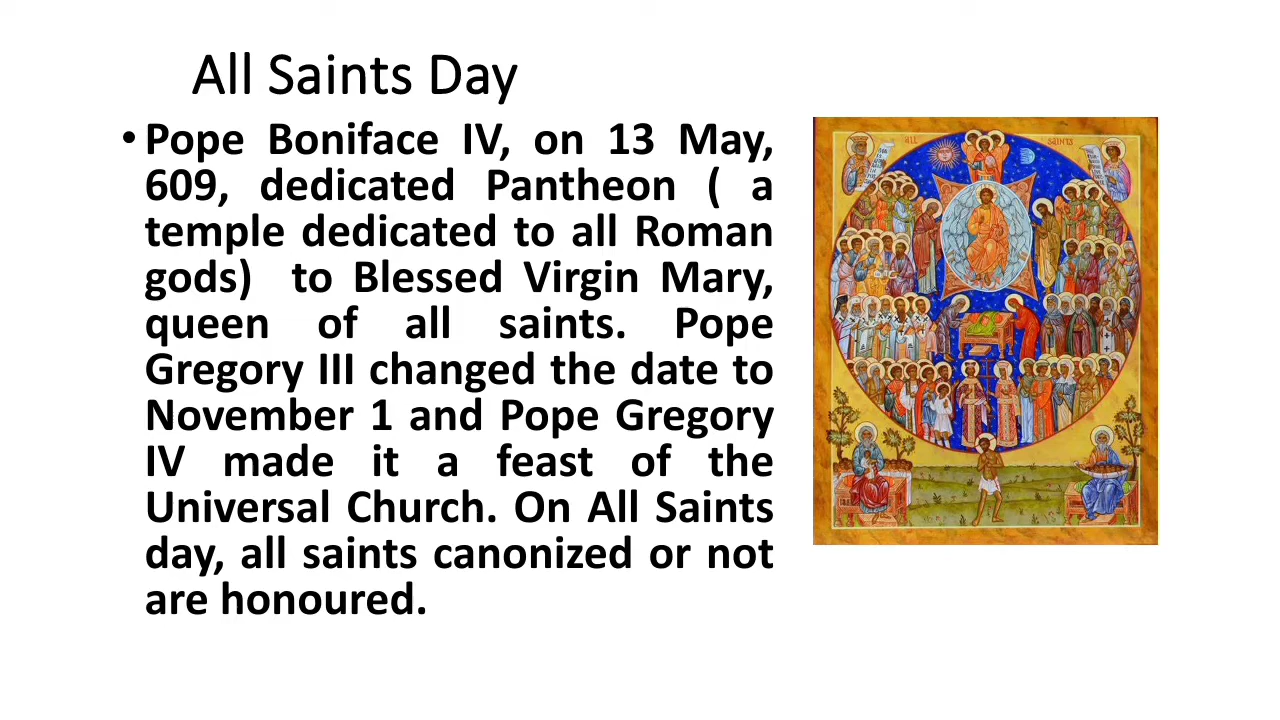 All Saints Day
• Pope Boniface IV, on 13 May,
609, dedicated Pantheon ( a
temple dedicated to all Roman
gods)  to Blessed Virgin Mary,
queen of all saints. Pope
Gregory III changed the date to
November 1 and Pope Gregory
IV made it a feast of the
Universal Church. On All Saints
day, all saints canonized or not
are honoured.
all saints